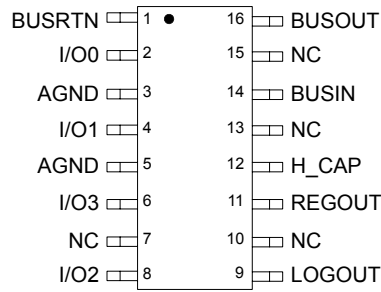 BUSRTN 1 16 BUSOUT
I/O0 2 15 NC
AGND 3 14 BUSIN
I/O1 4 13 NC
AGND 5 12 H_CAP
I/O3 6 11 REGOUT
NC 7 10 NC
I/O2 8 9 LOGOUT